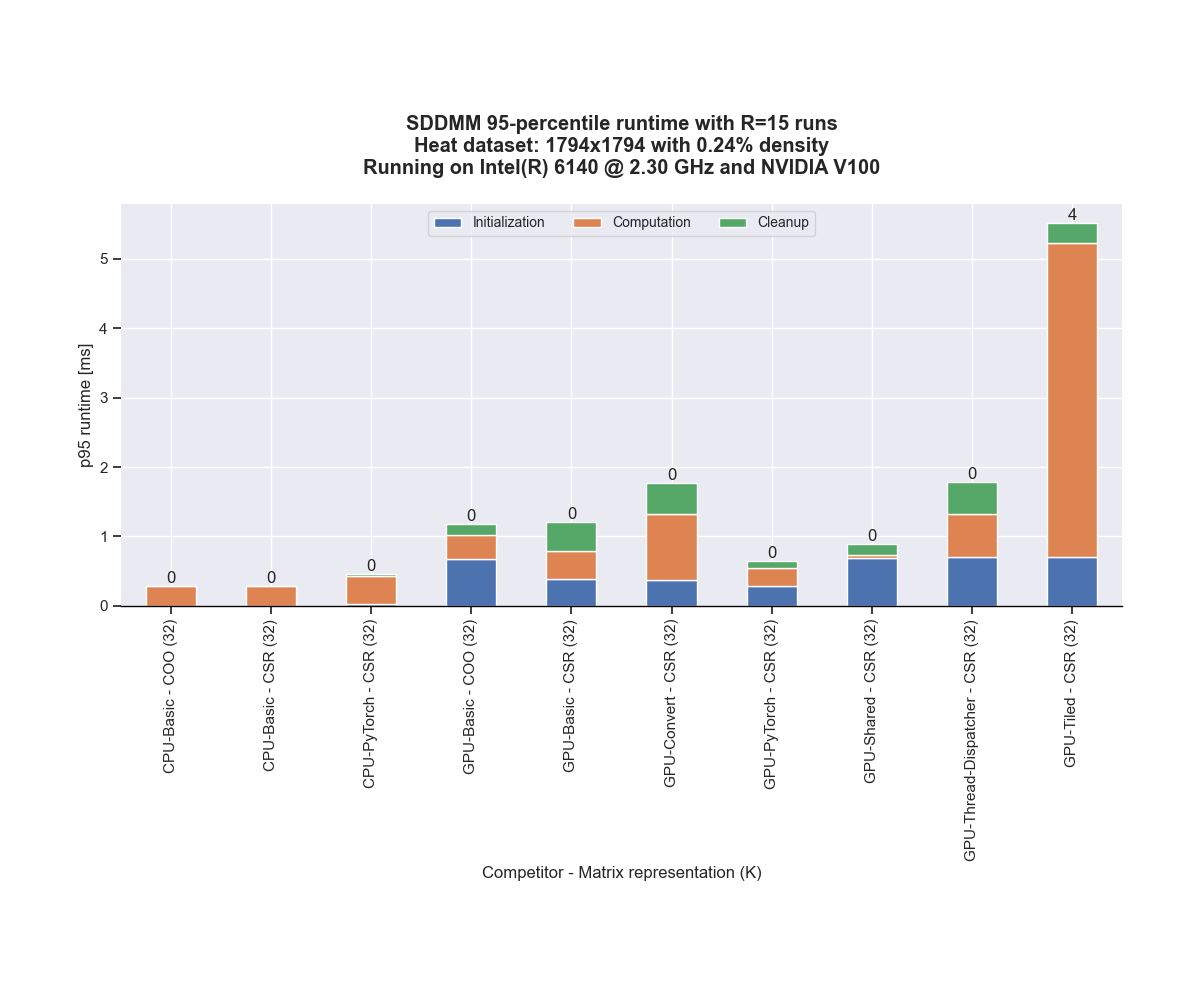 SDDMM 95-percentile runtime with R=15 runs
Heat dataset: 1794x1794 with 0.24% density
Running on Intel(R) 6140 @ 2.30 GHz and NVIDIA V100
Initialization
Computation
Cleanup
p95 runtime [ms]
5
4
3
2
1
0
0
0
0
0
0
0
0
0
0
4
CPU-Basic - COO (32)
CPU-Basic - CSR (32)
CPU-PyTorch - CSR (32)
GPU-Basic - COO (32)
GPU-Basic - CSR (32)
GPU-Convert - CSR (32)
GPU-PyTorch - CSR (32)
GPU-Shared - CSR (32)
GPU-Thread-Dispatcher - CSR (32)
GPU-Tiled - CSR (32)
Competitor - Matrix representation (K)